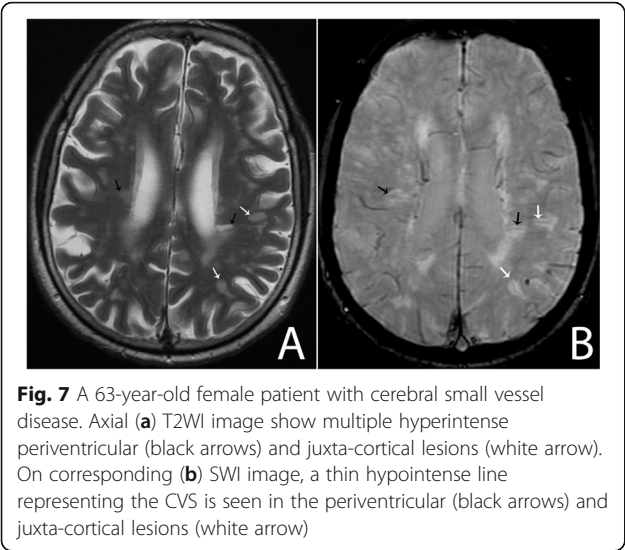 A
B
Fig. 7 A 63-year-old female patient with cerebral small vessel
disease. Axial (a) T2WI image show multiple hyperintense
periventricular (black arrows) and juxta-cortical lesions (white arrow).
On corresponding (b) SWI image, a thin hypointense line
representing the CVS is seen in the periventricular (black arrows) and
juxta-cortical lesions (white arrow)